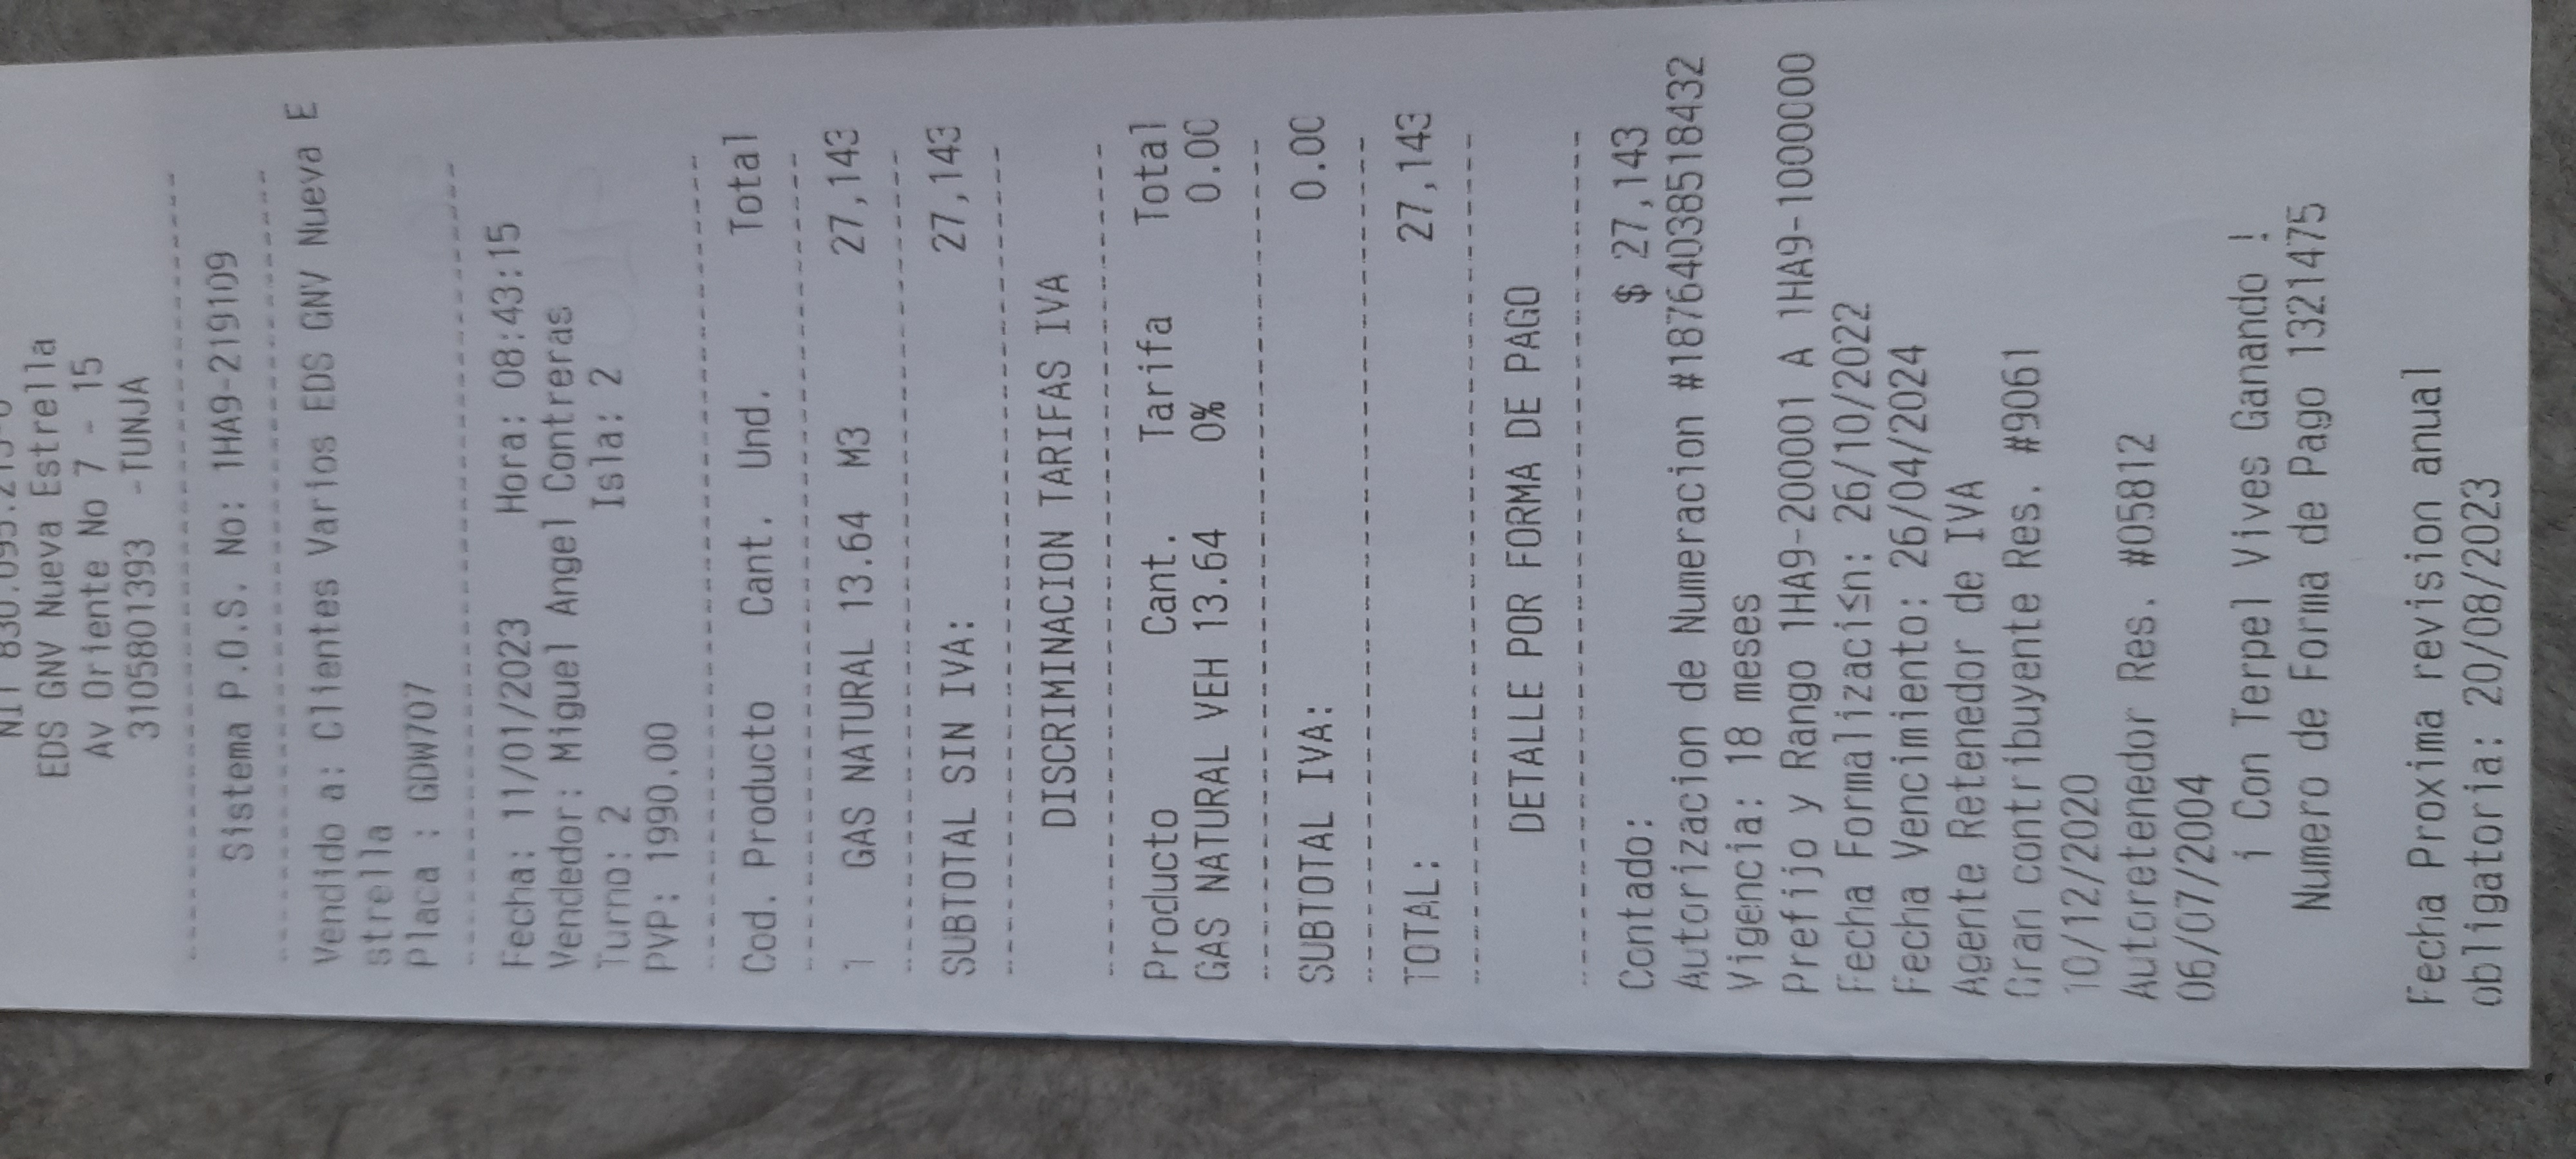 NIT 830.095.213-0
EDS GNV Nueva Estrella
Av Oriente No 7 - 15
3105801393 -TUNJA
--------------------------------
Sistema P.O.S. No: 1HA9-219109
--------------------------------
Vendido a: Clientes Varios EDS GNV Nueva E
strella
Placa : GDW707
--------------------------------
Fecha: 11/01/2023 Hora: 08:43:15
Vendedor: Miguel Angel Contreras
Turno: 2 Isla: 2
PVP: 1990.00
--------------------------------
Cod. Producto Cant. Und. Total
--------------------------------
1 GAS NATURAL 13.64 M3 27,143
--------------------------------
SUBTOTAL SIN IVA: 27,143
--------------------------------
DISCRIMINACION TARIFAS IVA
--------------------------------
Producto Cant. Tarifa Total
GAS NATURAL VEH 13.64 0% 0.00
--------------------------------
SUBTOTAL IVA: 0.00
--------------------------------
TOTAL: 27,143
--------------------------------
DETALLE POR FORMA DE PAGO
--------------------------------
Contado: $ 27,143
Autorizacion de Numeracion #18764038518432
Vigencia: 18 meses
Prefijo y Rango 1HA9-200001 A 1HA9-1000000
Fecha Formalizaci≤n: 26/10/2022
Fecha Vencimiento: 26/04/2024
Agente Retenedor de IVA
Gran contribuyente Res. #9061
10/12/2020
Autoretenedor Res. #05812
06/07/2004
¡ Con Terpel Vives Ganando !
Numero de Forma de Pago 1321475
Fecha Proxima revision anual
obligatoria: 20/08/2023